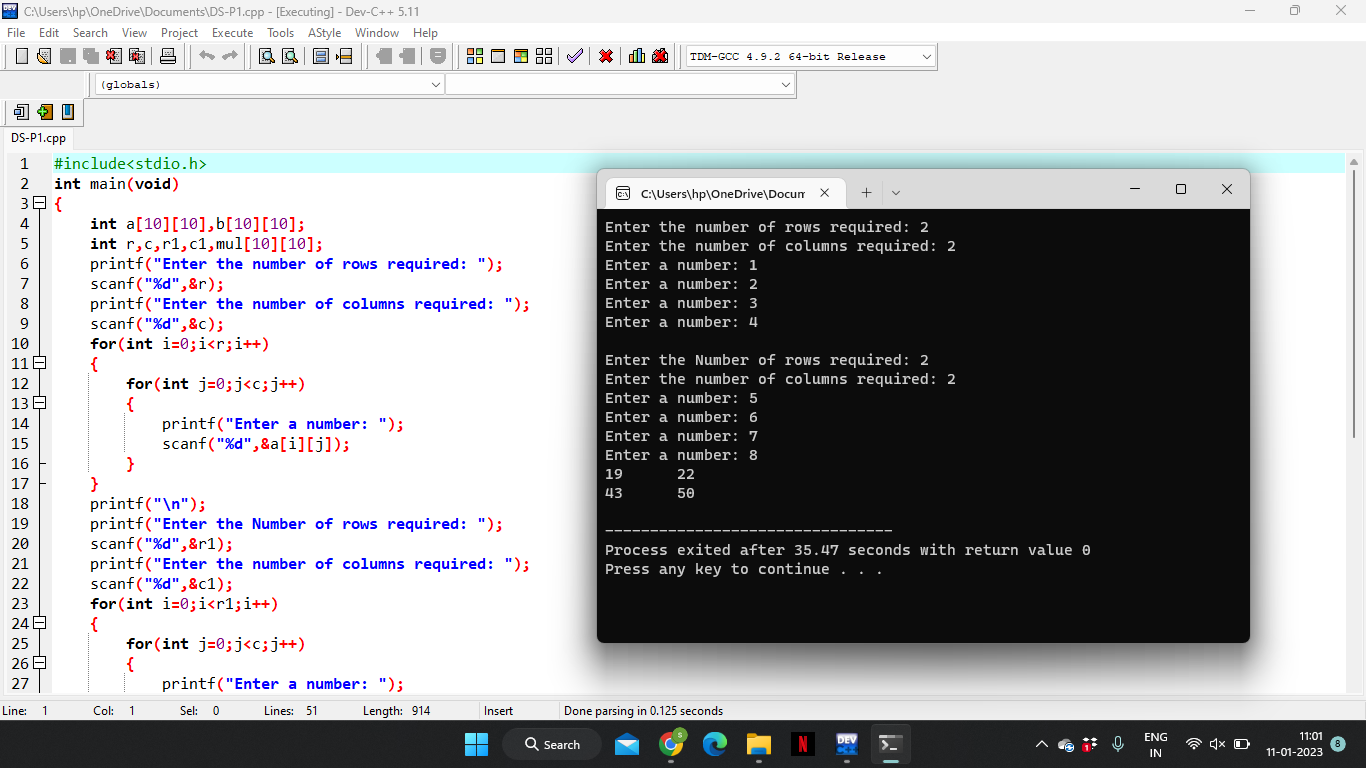 C:\Users\hp\OneDrive\Documents\DS-P1.cpp - [Executing] - Dev-C++ 5.11
File Edit Search View Project Execute Tools AStyle Window Help
TDM-GCC 4.9.2 64-bit Release
(globals)
DS-P1.cpp
1 #include<stdio.h>
2 int main(void)
3 {
4 int a[10][10],b[10][10];
5 int r,c,r1,c1,mul[10][10];
6 printf("Enter the number of rows required: ");
7 scanf("%d",&r);
8 printf("Enter the number of columns required: ");
9 scanf("%d",&c);
10 for(int i=0;i<r;i++)
11 {
12 for(int j=0;j<c;j++)
13 {
14 printf("Enter a number: ");
15 scanf("%d",&a[i][j]);
16 }
17 }
18 printf("\n");
19 printf("Enter the Number of rows required: ");
20 scanf("%d",&r1);
21 printf("Enter the number of columns required: ");
22 scanf("%d",&c1);
23 for(int i=0;i<r1;i++)
24 {
25 for(int j=0;j<c;j++)
26 {
27 printf("Enter a number: ");
C:\Users\hp\OneDrive\Docum
Enter the number of rows required: 2
Enter the number of columns required: 2
Enter a number: 1
Enter a number: 2
Enter a number: 3
Enter a number: 4
Enter the Number of rows required: 2
Enter the number of columns required: 2
Enter a number: 5
Enter a number: 6
Enter a number: 7
Enter a number: 8
19 22
43 50
--------------------------------
Process exited after 35.47 seconds with return value 0
Press any key to continue . . .
Line: 1 Col: 1 Sel: 0 Lines: 51 Length: 914 Insert Done parsing in 0.125 seconds
Search
S
N
DEV
1
ENG
IN
11:01
11-01-2023
8